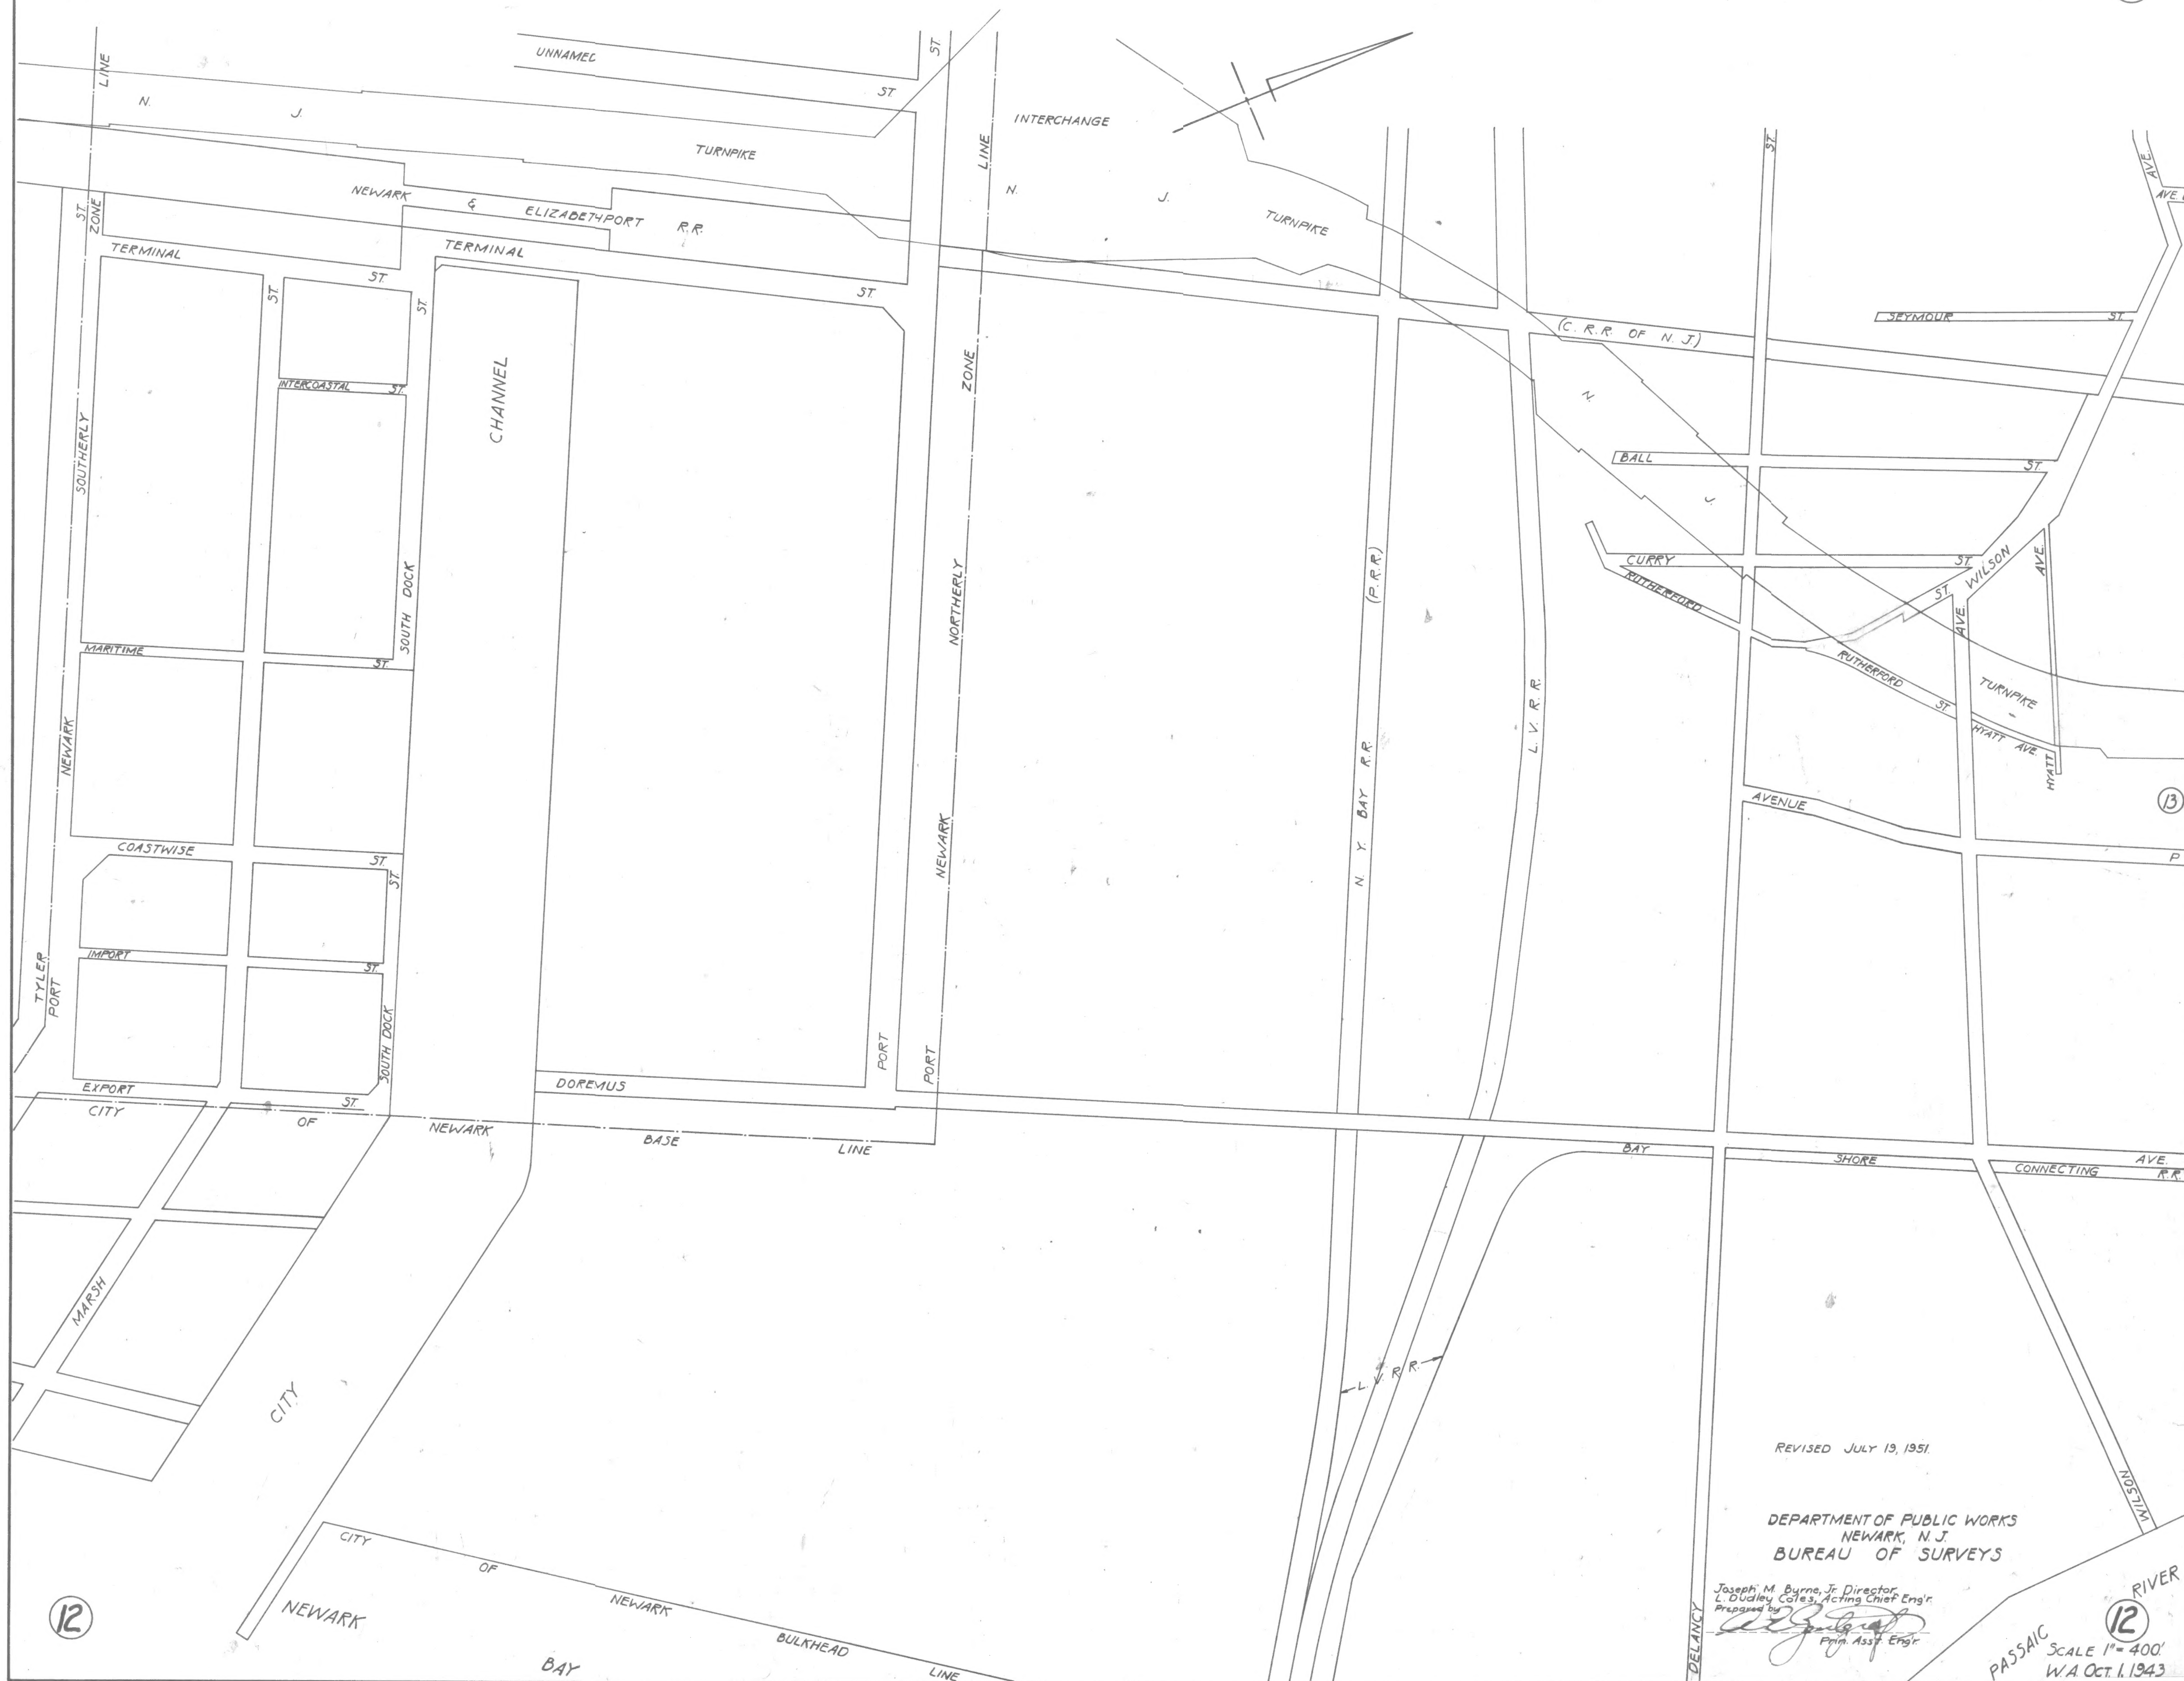 UNNAMED ST.
ST.
LINE
N. J. TURNPIKE
INTERCHANGE
LINE
N. J. TURNPIKE
ST.
AVE.
AVE.
NEWARK & ELIZABETHPORT R.R.
ST.
ZONE
TERMINAL ST.
TERMINAL ST.
ST.
ST.
(C. R.R. OF N. J.)
SEYMOUR ST.
INTERCOASTAL ST.
CHANNEL
ZONE
SOUTHERLY
N.
J.
BALL ST.
CURRY ST.
WILSON
AVE.
RUTHERFORD
ST.
AVE.
SOUTH DOCK
NORTHERLY
(P.R.R.)
MARITIME ST.
RUTHERFORD ST.
TURNPIKE
HYATT AVE.
HYATT
NEWARK
L. V. R. R.
N. Y. BAY R.R.
AVENUE
13
P
COASTWISE ST.
ST.
NEWARK
IMPORT ST.
TYLER
PORT
SOUTH DOCK
PORT
PORT
EXPORT ST.
DOREMUS
CITY OF NEWARK BASE LINE
BAY SHORE CONNECTING R.R.
AVE.
MARSH
L. V. R. R.
CITY
REVISED JULY 19, 1951.
WILSON
DEPARTMENT OF PUBLIC WORKS
NEWARK, N. J.
BUREAU OF SURVEYS
Joseph M. Byrne, Jr. Director
L. Dudley Coles, Acting Chief Eng'r.
Prepared by
Prin. Ass't. Eng'r
CITY OF NEWARK BULKHEAD LINE
NEWARK
BAY
DELANCY
PASSAIC RIVER
12
12
SCALE 1"= 400'
W.A. OCT. 1, 1943